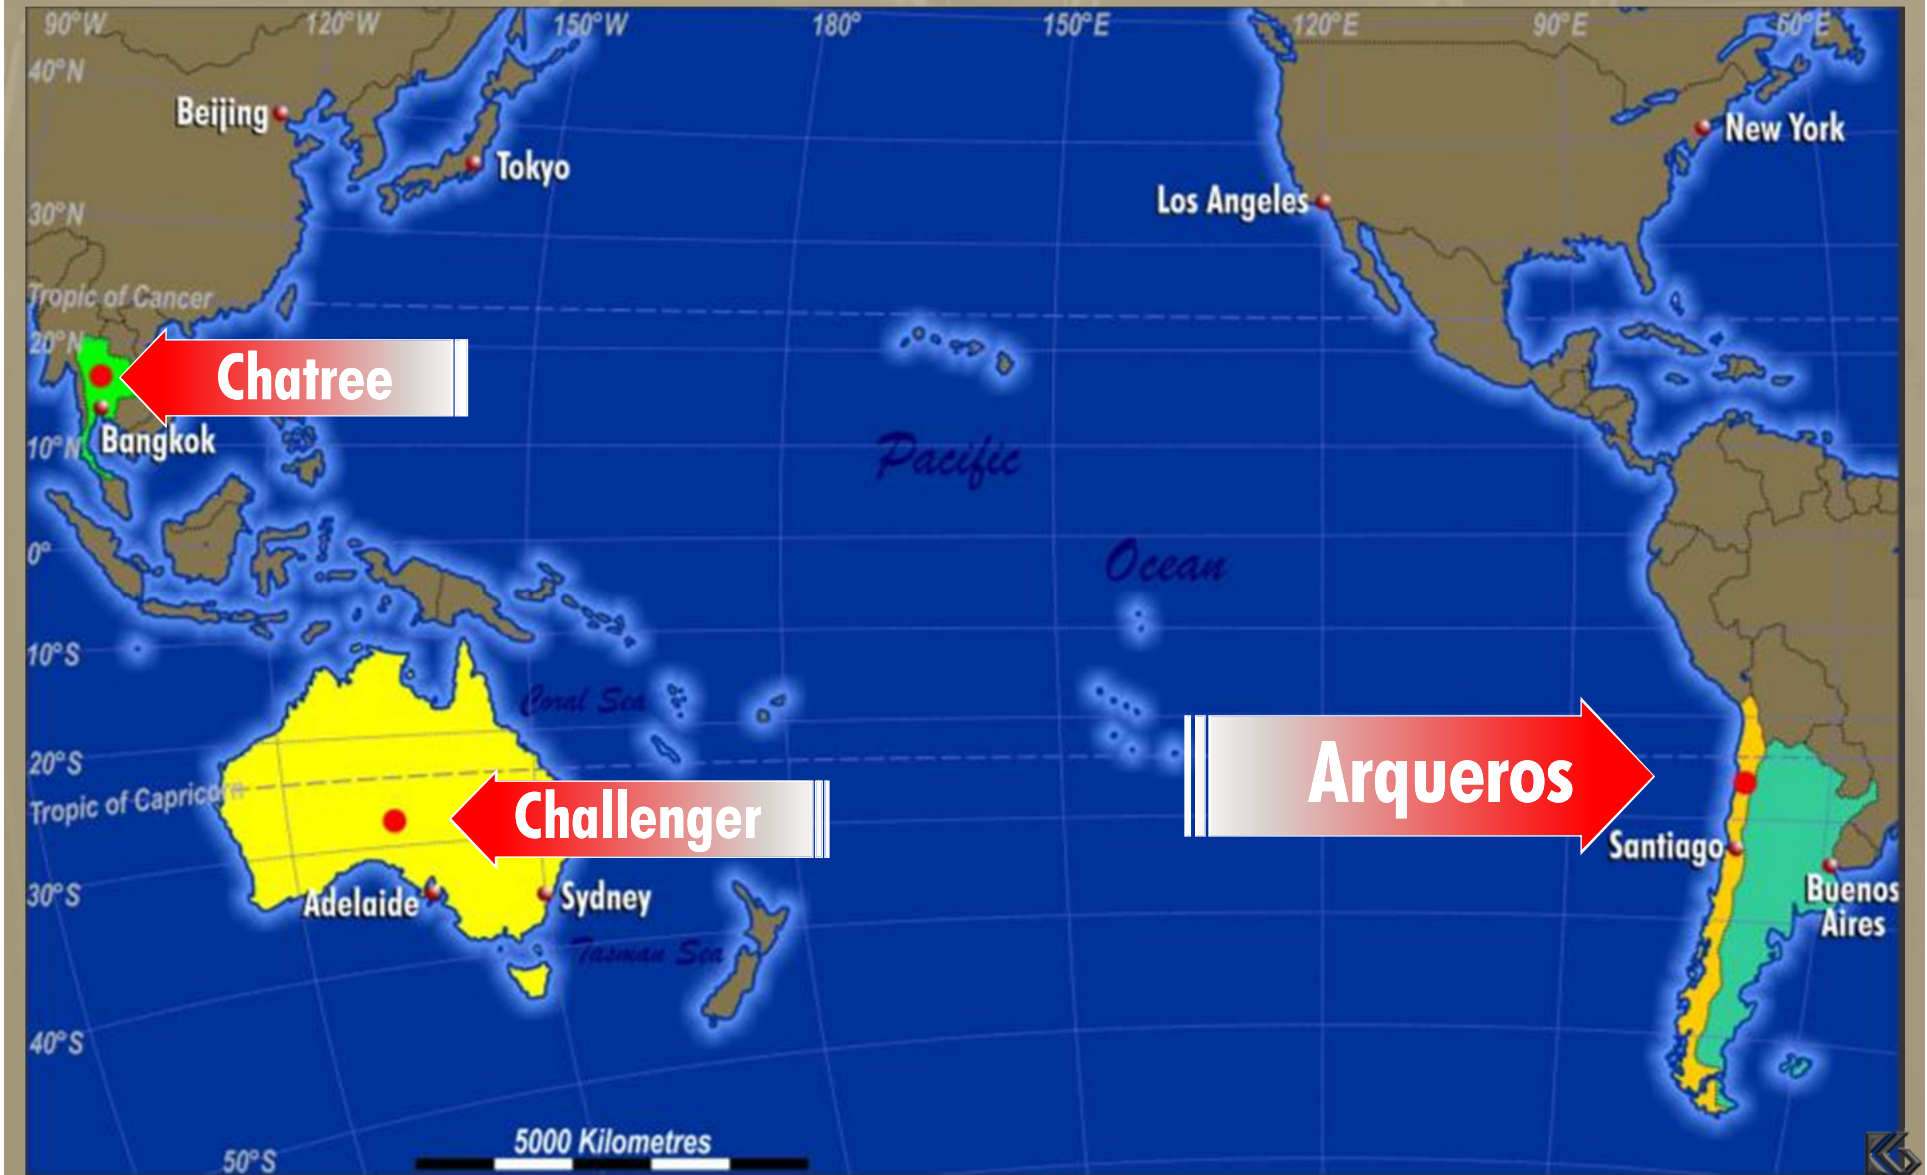 90°W 120°W 150°W 180° 150°E 120°E 90°E 60°E
40°N
Beijing
New York
Tokyo
Los Angeles
30°N
Tropic of Cancer
20°N
Chatree
Bangkok
10°N
Pacific
0°
Ocean
10°S
Coral Sea
20°S
Arqueros
Tropic of Capricorn
Challenger
Santiago
30°S
Adelaide
Sydney
Buenos
Aires
Tasman Sea
40°S
5000 Kilometres
50°S